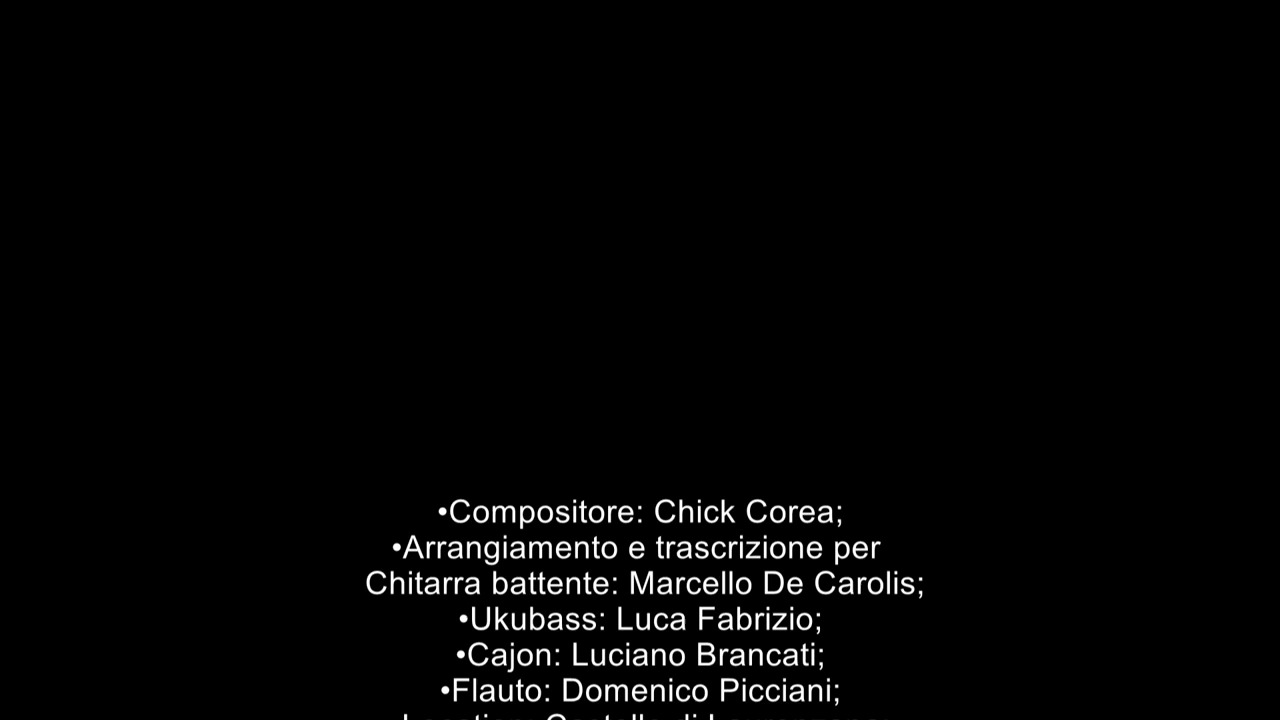 •Compositore: Chick Corea;
•Arrangiamento e trascrizione per
Chitarra battente: Marcello De Carolis;
•Ukubass: Luca Fabrizio;
•Cajon: Luciano Brancati;
•Flauto: Domenico Picciani;